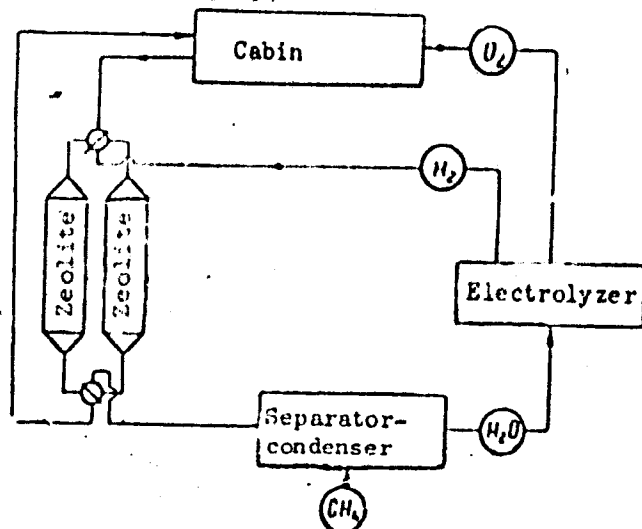 Cabin
O₂
H₂
Zeolite
Zeolite
Electrolyzer
Separator-
condenser
H₂O
CH₄